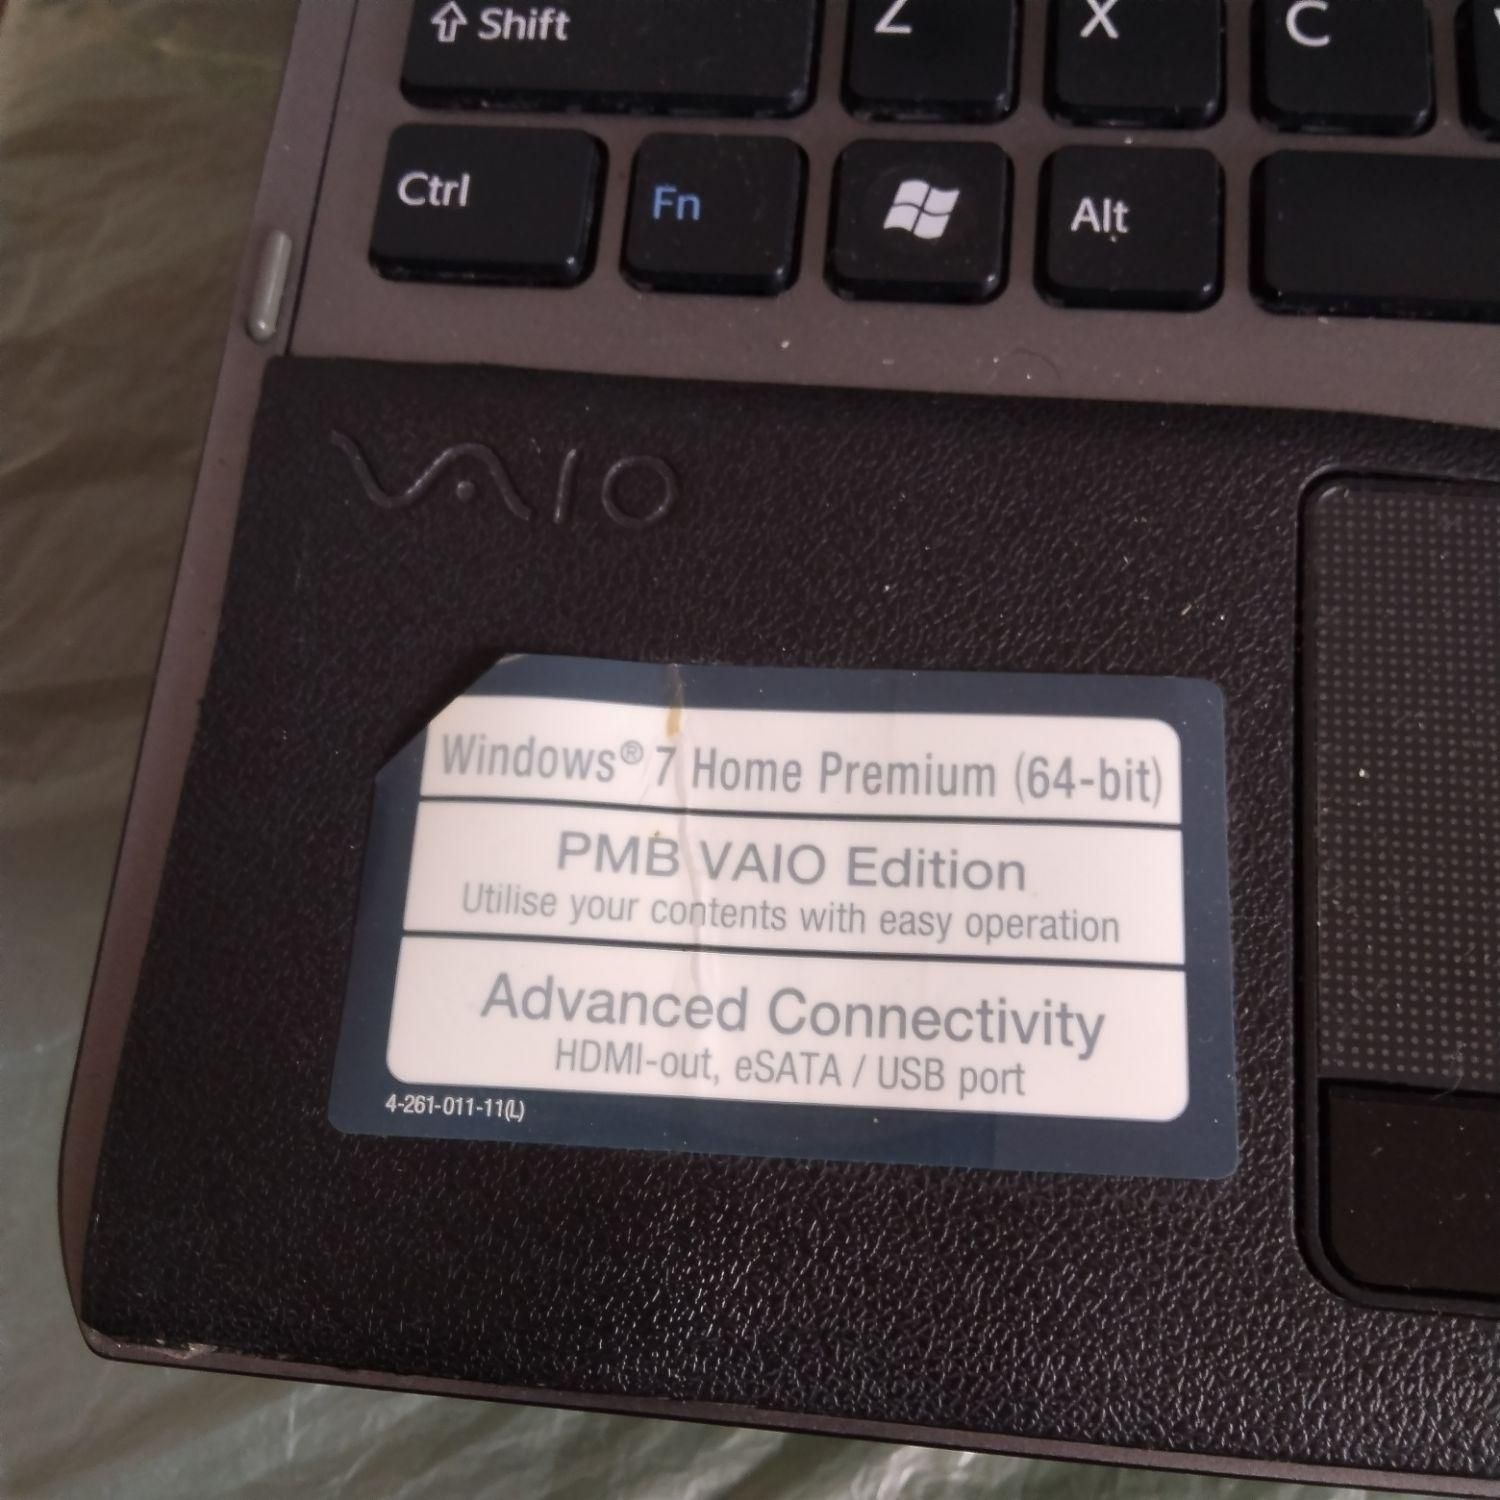 Shift Z X C
Ctrl Fn Alt
VAIO
Windows® 7 Home Premium (64-bit)
PMB VAIO Edition
Utilise your contents with easy operation
Advanced Connectivity
HDMI-out, eSATA / USB port
4-261-011-11(L)